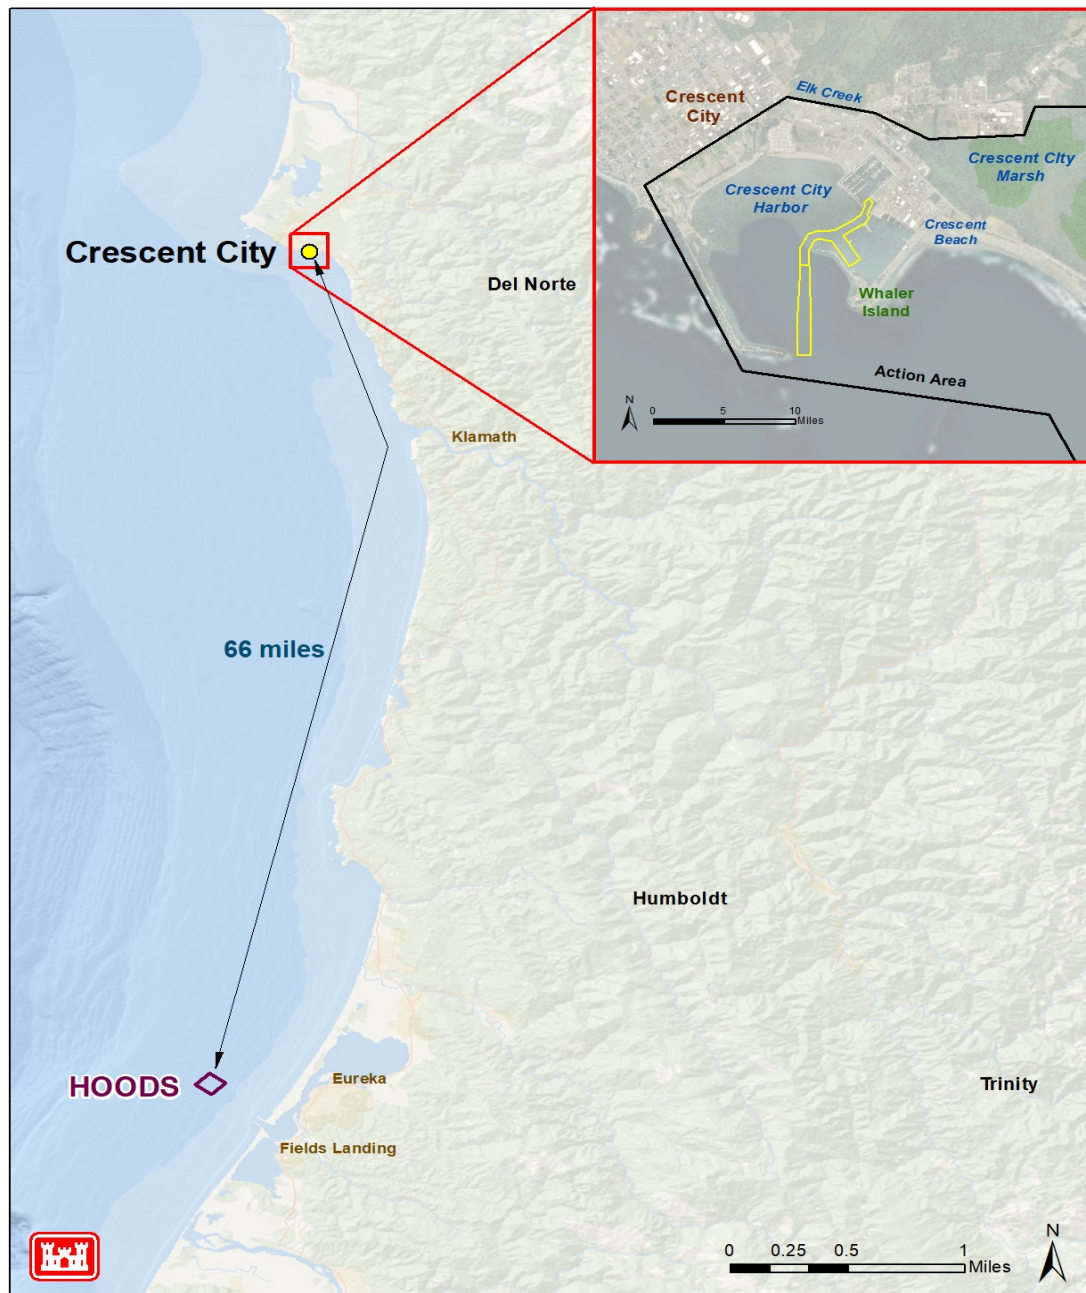 Crescent City
Del Norte
Klamath
66 miles
Humboldt
HOODS
Eureka
Trinity
Fields Landing
0 0.25 0.5 1
Miles
N
Crescent
City
Elk Creek
Crescent CIty
Marsh
Crescent City
Harbor
Crescent
Beach
Whaler
Island
Action Area
N
0 5 10
Miles